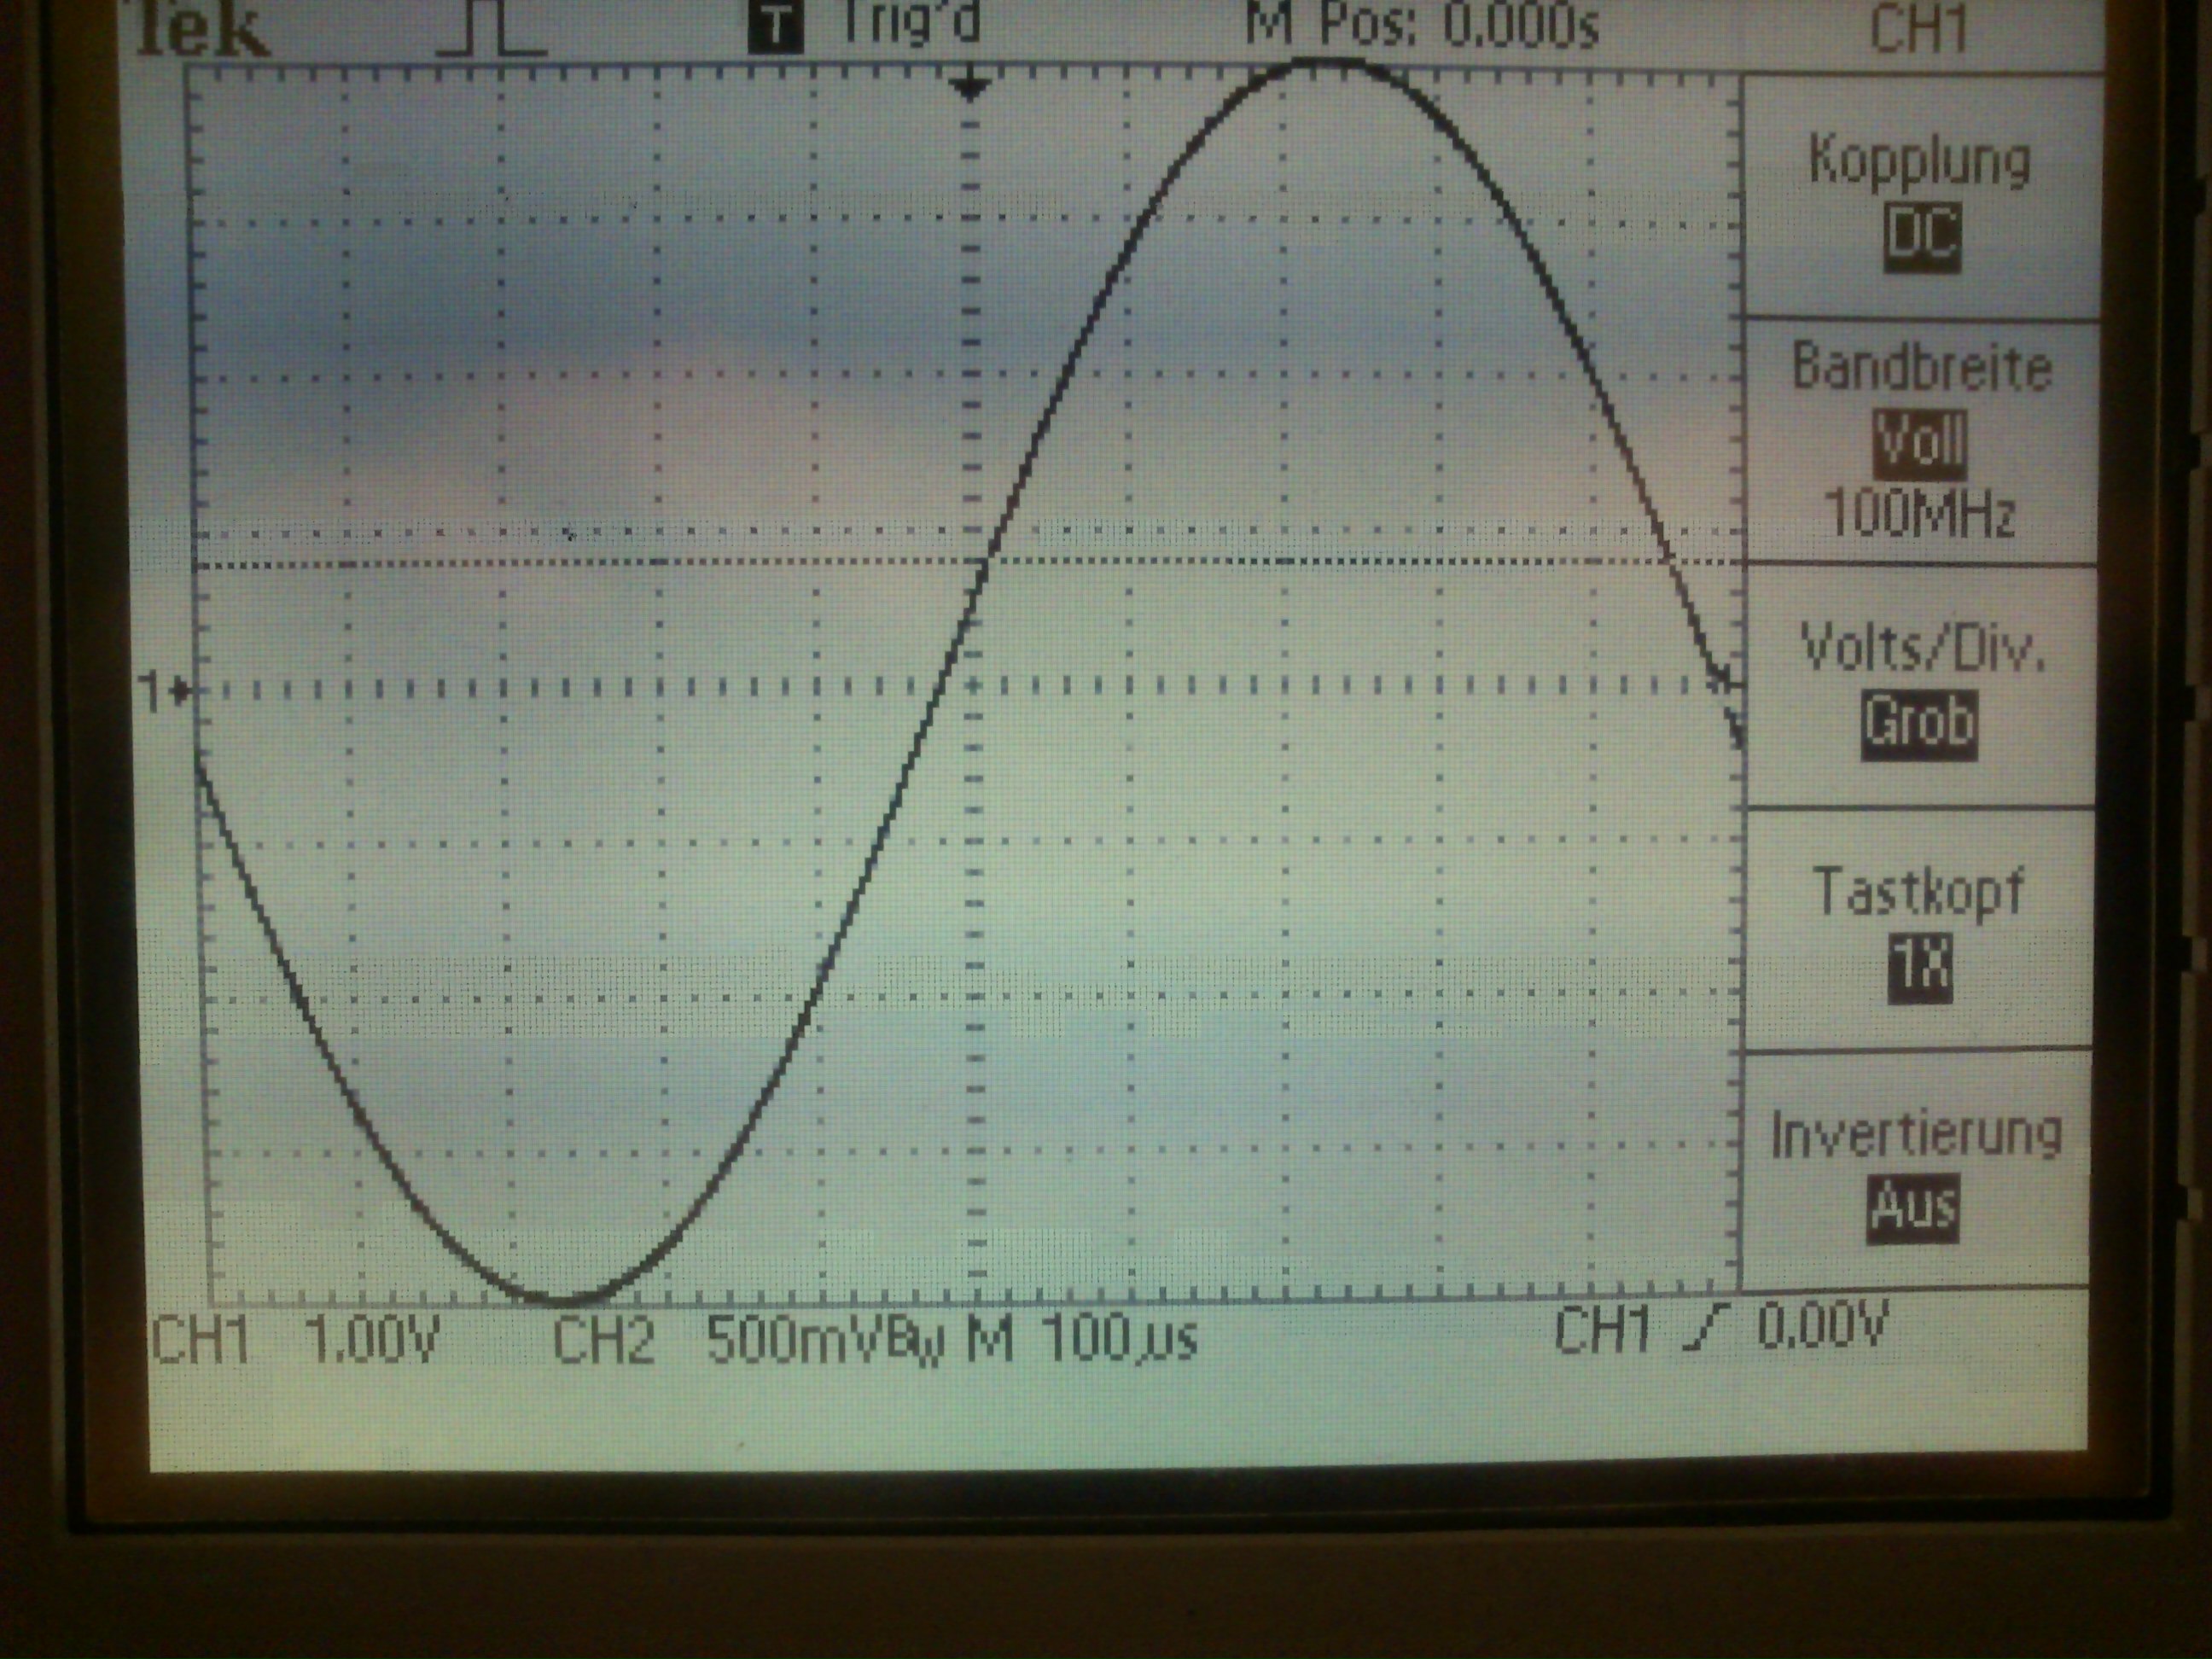 Tek T Trig'd M Pos: 0.000s CH1
Kopplung
DC
Bandbreite
Voll
100MHz
1
Volts/Div.
Grob
Tastkopf
1X
Invertierung
Aus
CH1 1.00V CH2 500mVBW M 100µs CH1 0.00V